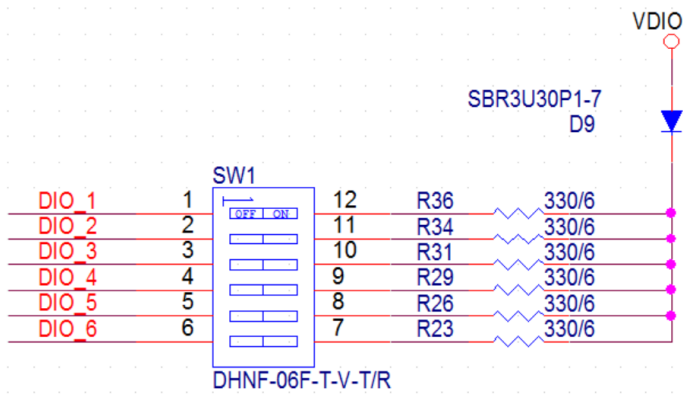 VDIO
SBR3U30P1-7
D9
SW1
DIO_1 1 OFF ON 12 R36 330/6
DIO_2 2 11 R34 330/6
DIO_3 3 10 R31 330/6
DIO_4 4 9 R29 330/6
DIO_5 5 8 R26 330/6
DIO_6 6 7 R23 330/6
DHNF-06F-T-V-T/R